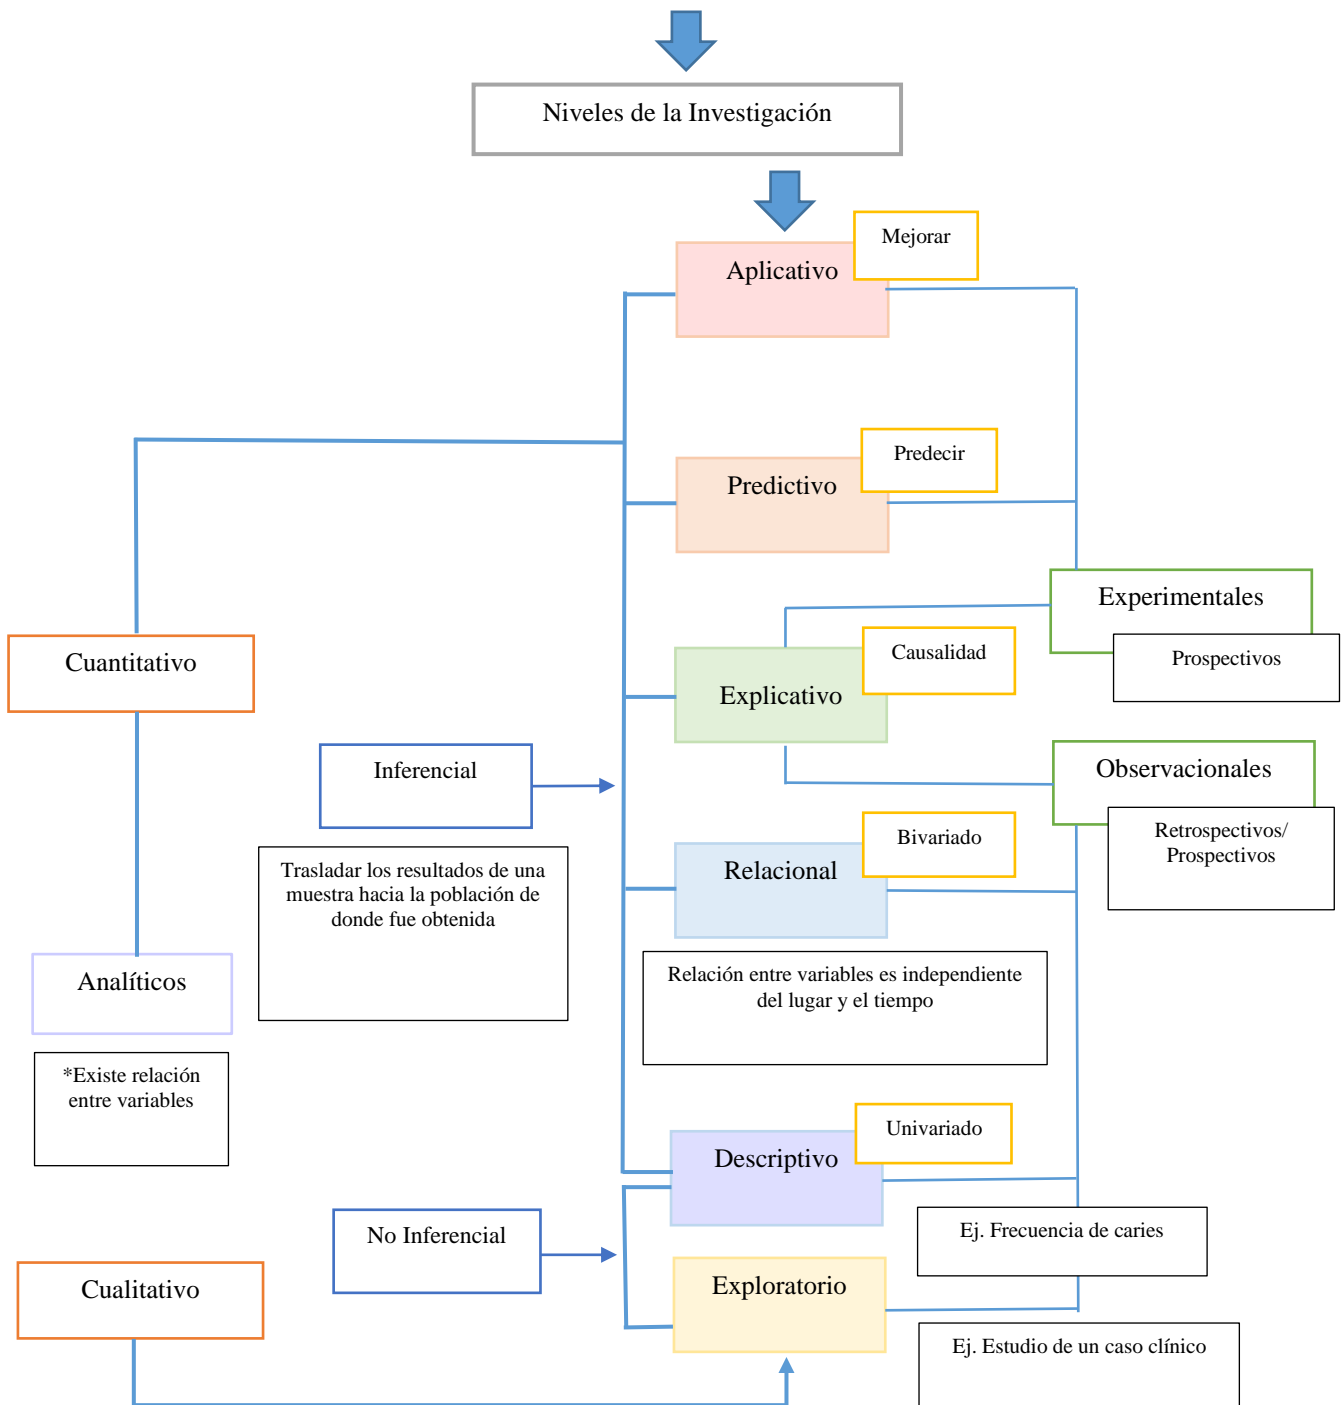 Niveles de la Investigación
Mejorar
Aplicativo
Predecir
Predictivo
Experimentales
Prospectivos
Cuantitativo
Causalidad
Explicativo
Inferencial
Observacionales
Retrospectivos/
Prospectivos
Trasladar los resultados de una
muestra hacia la población de
donde fue obtenida
Bivariado
Relacional
Analíticos
Relación entre variables es independiente
del lugar y el tiempo
*Existe relación
entre variables
Univariado
Descriptivo
No Inferencial
Ej. Frecuencia de caries
Cualitativo
Exploratorio
Ej. Estudio de un caso clínico